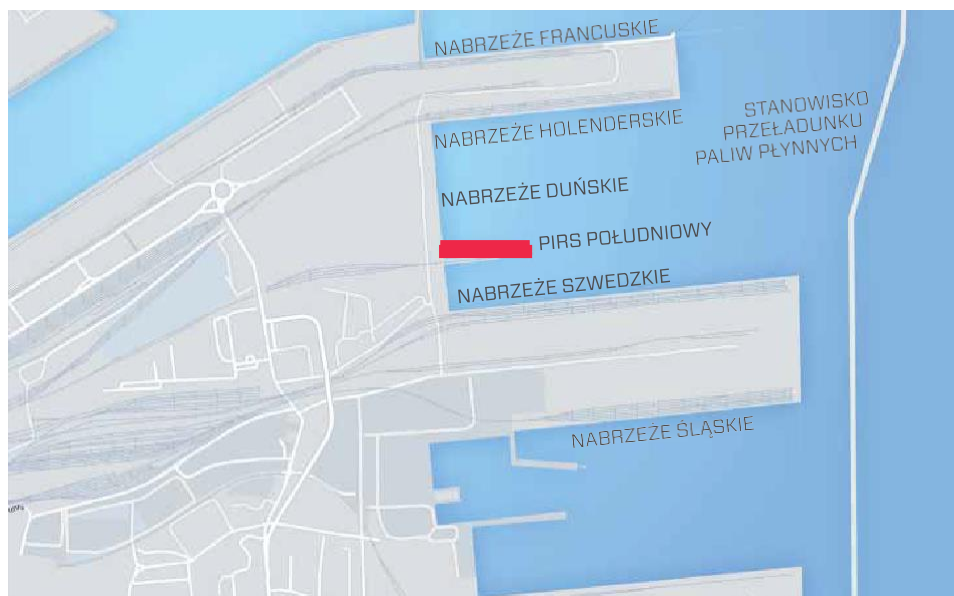 NABRZEŻE FRANCUSKIE
STANOWISKO
PRZEŁADUNKU
PALIW PŁYNNYCH
NABRZEŻE HOLENDERSKIE
NABRZEŻE DUŃSKIE
PIRS POŁUDNIOWY
NABRZEŻE SZWEDZKIE
NABRZEŻE ŚLĄSKIE